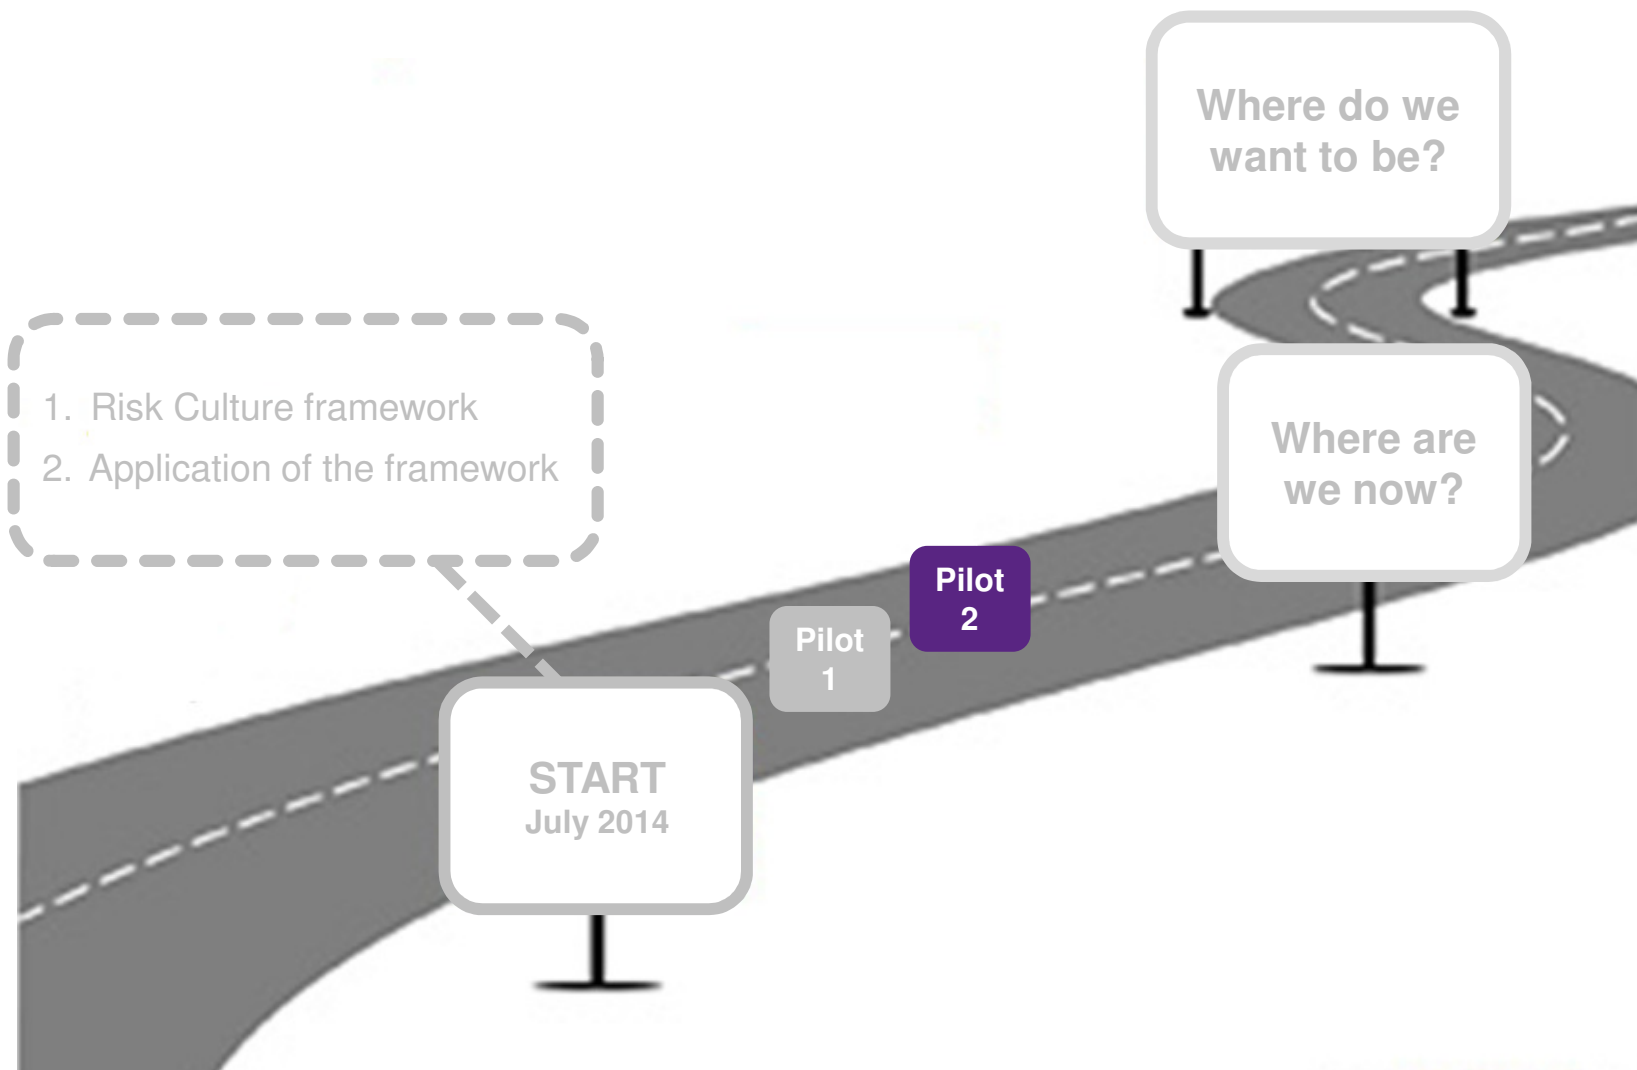 Where do we
want to be?
1. Risk Culture framework
2. Application of the framework
Where are
we now?
Pilot
2
Pilot
1
START
July 2014